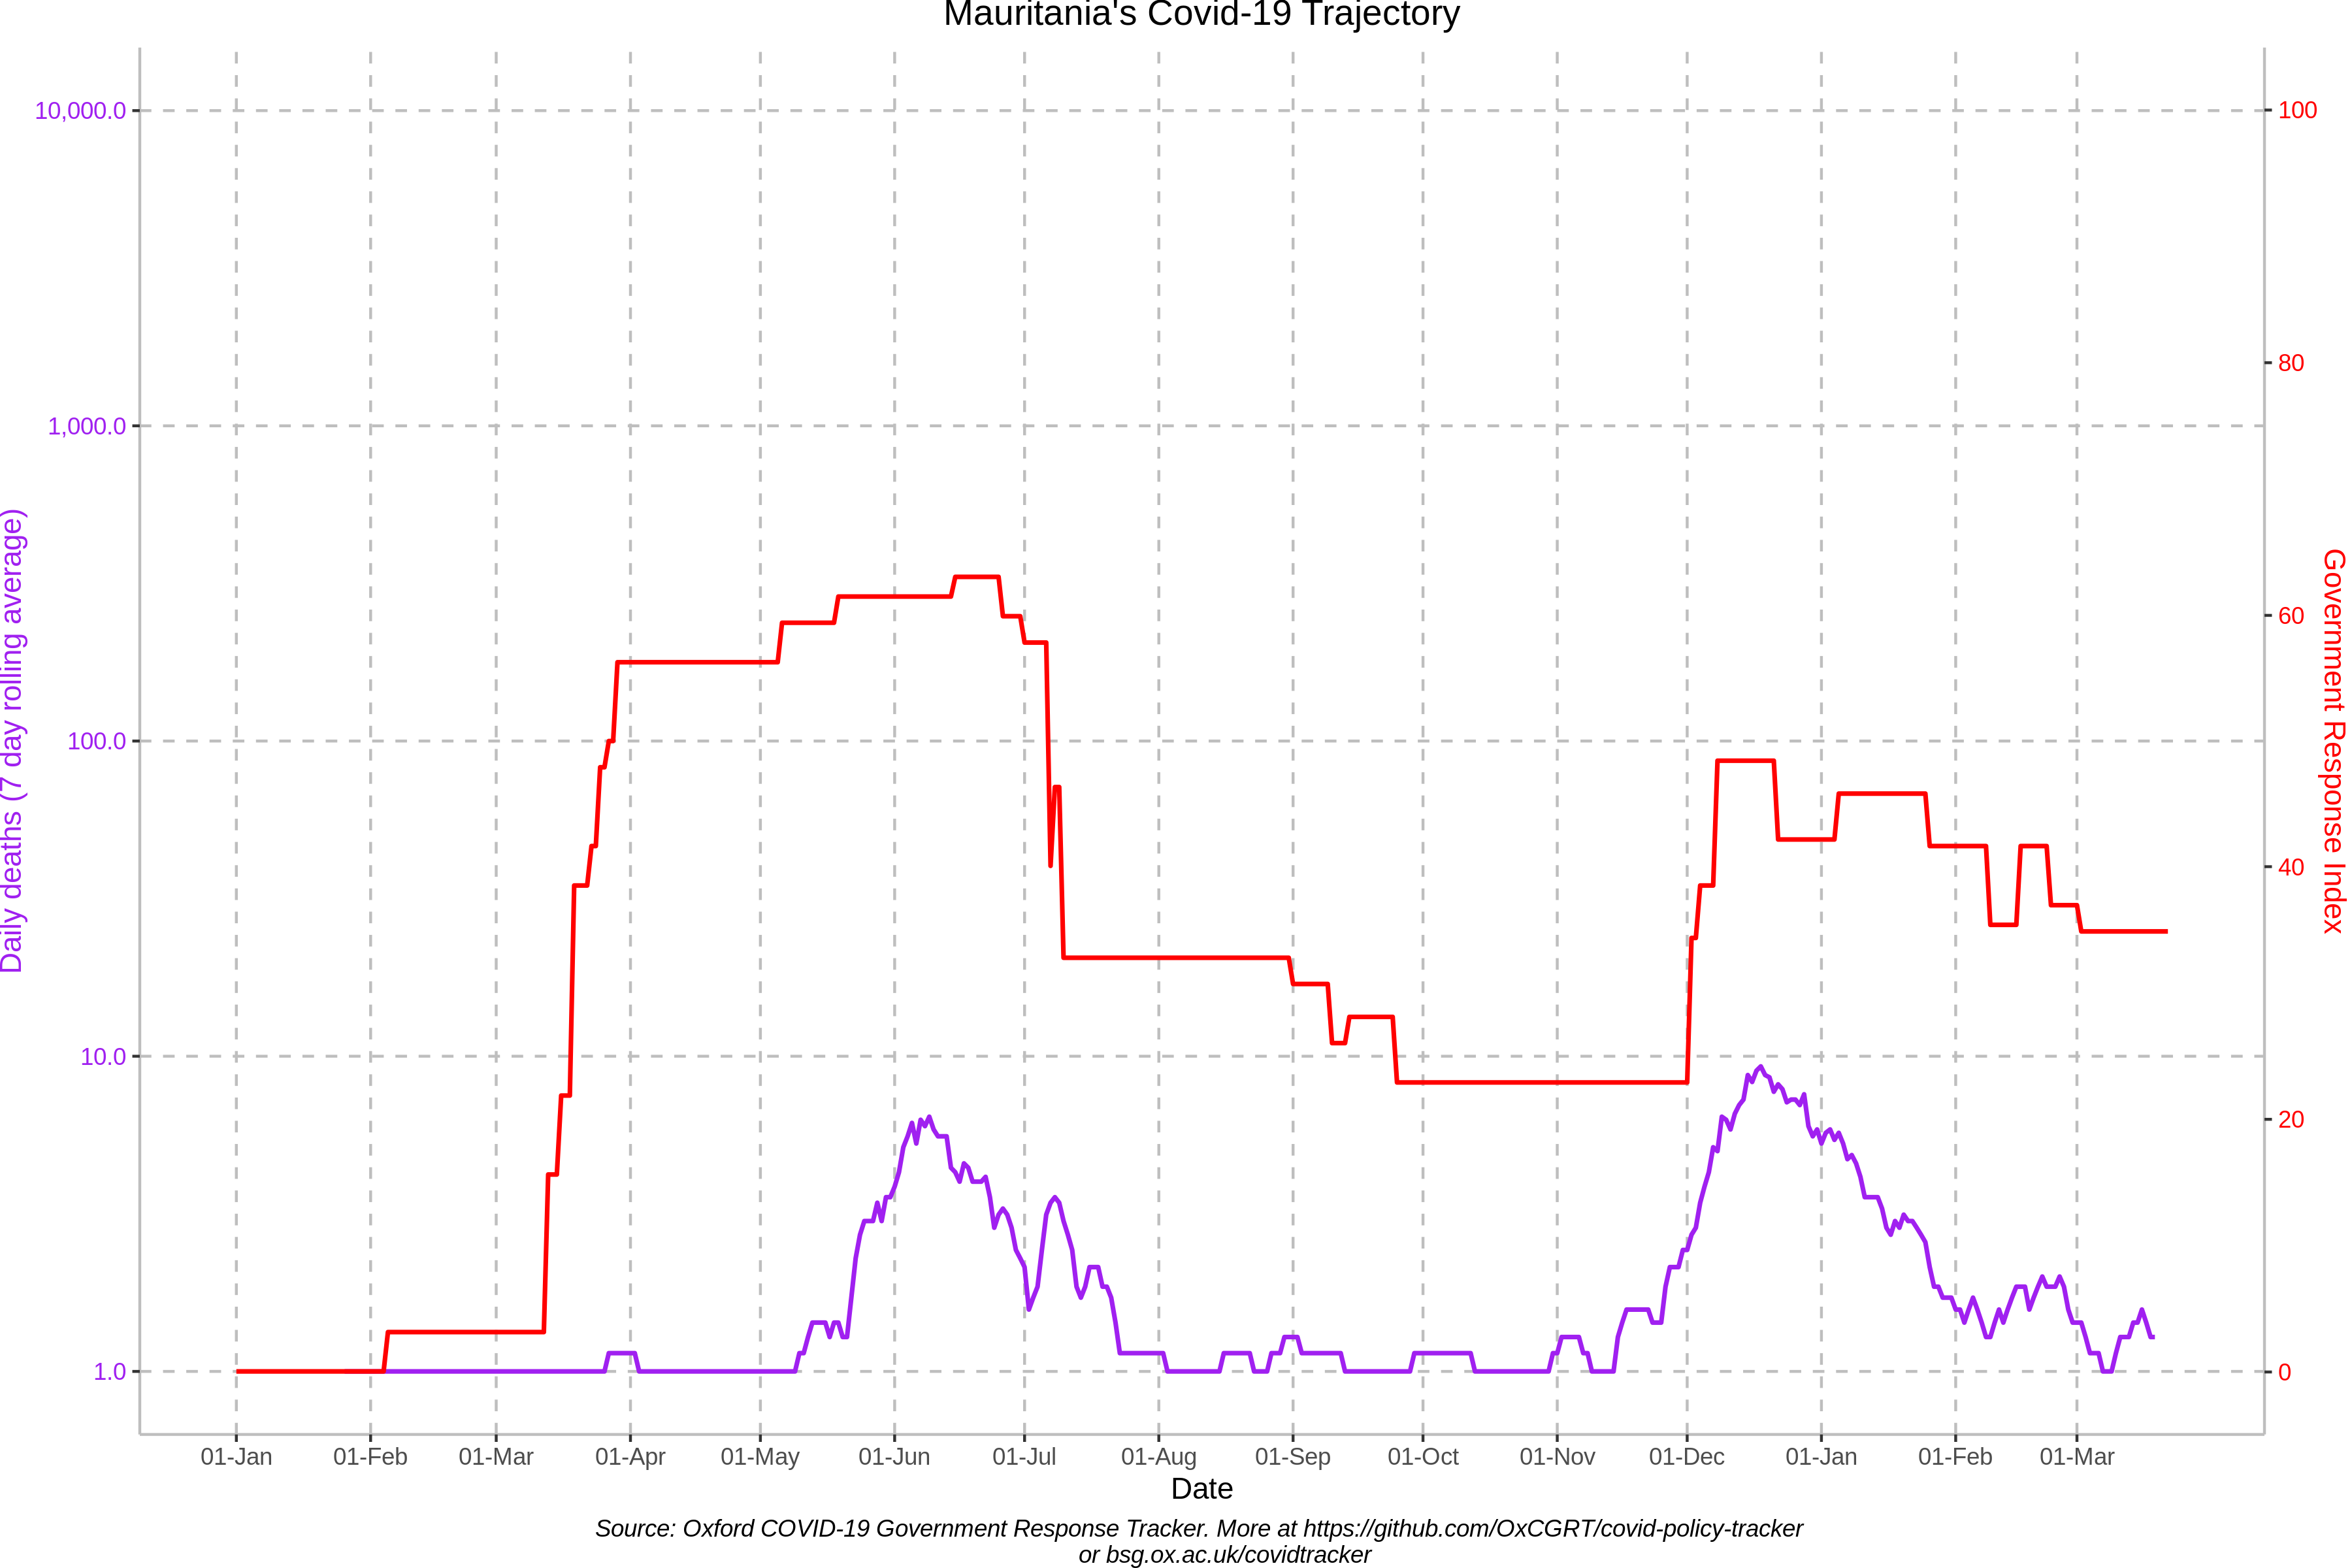 Mauritania's Covid-19 Trajectory
Daily deaths (7 day rolling average)
10,000.0
1,000.0
100.0
10.0
1.0
100
80
60
40
20
0
Government Response Index
01-Jan 01-Feb 01-Mar 01-Apr 01-May 01-Jun 01-Jul 01-Aug 01-Sep 01-Oct 01-Nov 01-Dec 01-Jan 01-Feb 01-Mar
Date
Source: Oxford COVID-19 Government Response Tracker. More at https://github.com/OxCGRT/covid-policy-tracker
or bsg.ox.ac.uk/covidtracker